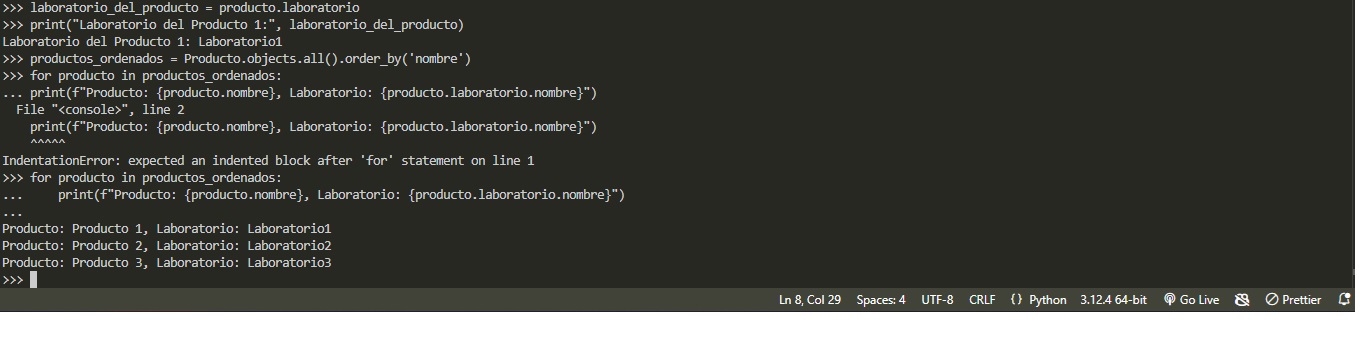 >>> laboratorio_del_producto = producto.laboratorio
>>> print("Laboratorio del Producto 1:", laboratorio_del_producto)
Laboratorio del Producto 1: Laboratorio1
>>> productos_ordenados = Producto.objects.all().order_by('nombre')
>>> for producto in productos_ordenados:
... print(f"Producto: {producto.nombre}, Laboratorio: {producto.laboratorio.nombre}")
  File "<console>", line 2
    print(f"Producto: {producto.nombre}, Laboratorio: {producto.laboratorio.nombre}")
    ^^^^^
IndentationError: expected an indented block after 'for' statement on line 1
>>> for producto in productos_ordenados:
...     print(f"Producto: {producto.nombre}, Laboratorio: {producto.laboratorio.nombre}")
...
Producto: Producto 1, Laboratorio: Laboratorio1
Producto: Producto 2, Laboratorio: Laboratorio2
Producto: Producto 3, Laboratorio: Laboratorio3
>>>
Ln 8, Col 29 Spaces: 4 UTF-8 CRLF {} Python 3.12.4 64-bit Go Live Prettier